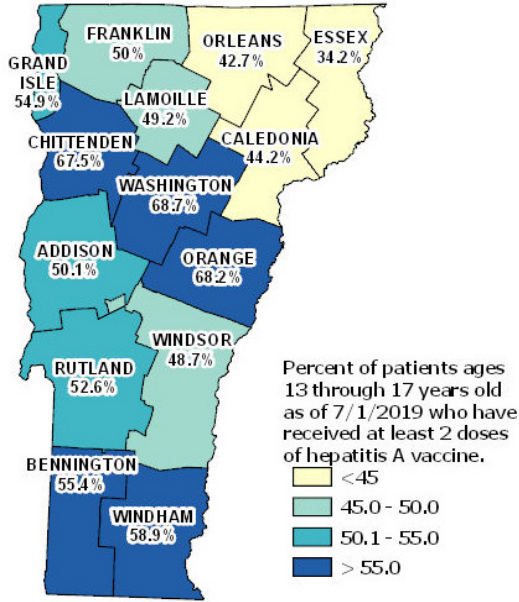 FRANKLIN
50%
ORLEANS
42.7%
ESSEX
34.2%
GRAND
ISLE
54.9%
LAMOILLE
49.2%
CHITTENDEN
67.5%
CALEDONIA
44.2%
WASHINGTON
68.7%
ADDISON
50.1%
ORANGE
68.2%
WINDSOR
48.7%
RUTLAND
52.6%
BENNINGTON
55.4%
WINDHAM
58.9%
Percent of patients ages
13 through 17 years old
as of 7/1/2019 who have
received at least 2 doses
of hepatitis A vaccine.
<45
45.0 - 50.0
50.1 - 55.0
> 55.0